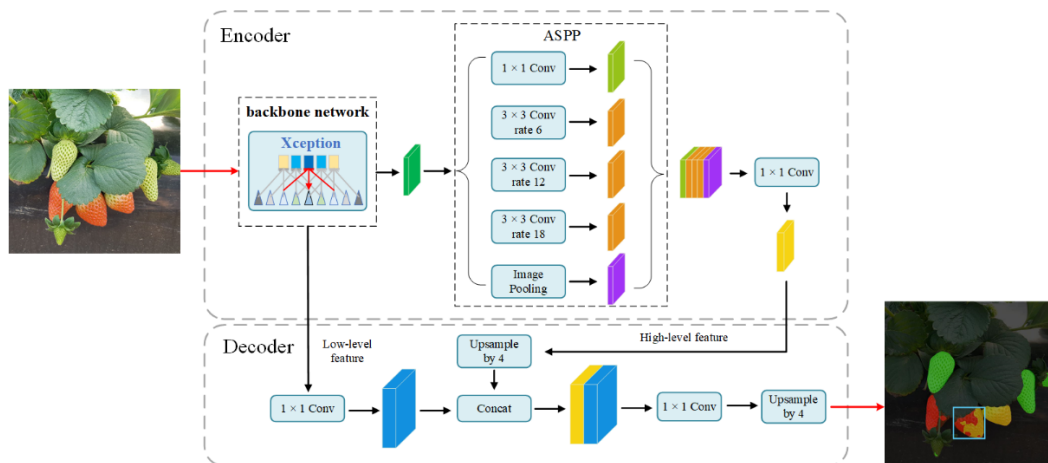 Encoder
ASPP
1 × 1 Conv
backbone network
Xception
3 × 3 Conv
rate 6
3 × 3 Conv
rate 12
1 × 1 Conv
3 × 3 Conv
rate 18
Image
Pooling
Decoder
Low-level
feature
Upsample
by 4
High-level feature
1 × 1 Conv
Concat
1 × 1 Conv
Upsample
by 4